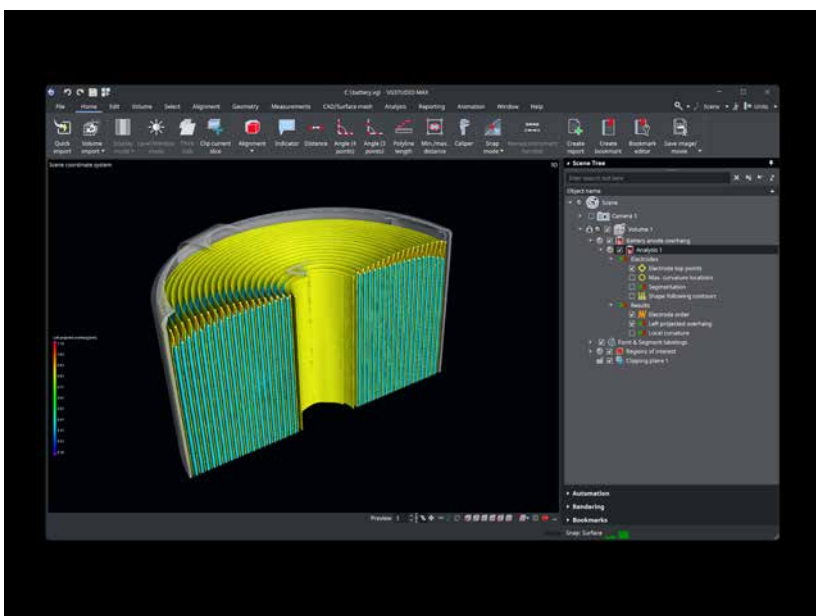 C:\battery.vgl - VGSTUDIO MAX
File Home Edit Volume Select Alignment Geometry Measurements CAD/Surface mesh Analysis Reporting Animation Window Help
Scene Units
Quick import
Volume import
Clip current slice
Alignment
Indicator
Distance
Angle (4 points)
Angle (3 points)
Polyline length
Min./max. distance
Caliper
Snap mode
Create report
Create bookmark
Bookmark editor
Save image/ movie
Scene coordinate system
3D
Scene Tree
Object name
Scene
Camera 1
Volume 1
Battery anode overhang
Analysis 1
Electrodes
Electrode top points
Max. curvature locations
Segmentation
Shape following contours
Results
Electrode order
Left projected overhang
Local curvature
Point & Segment labelings
Regions of interest
Clipping plane 1
Automation
Rendering
Bookmarks
Preview: 1
Snap: Surface